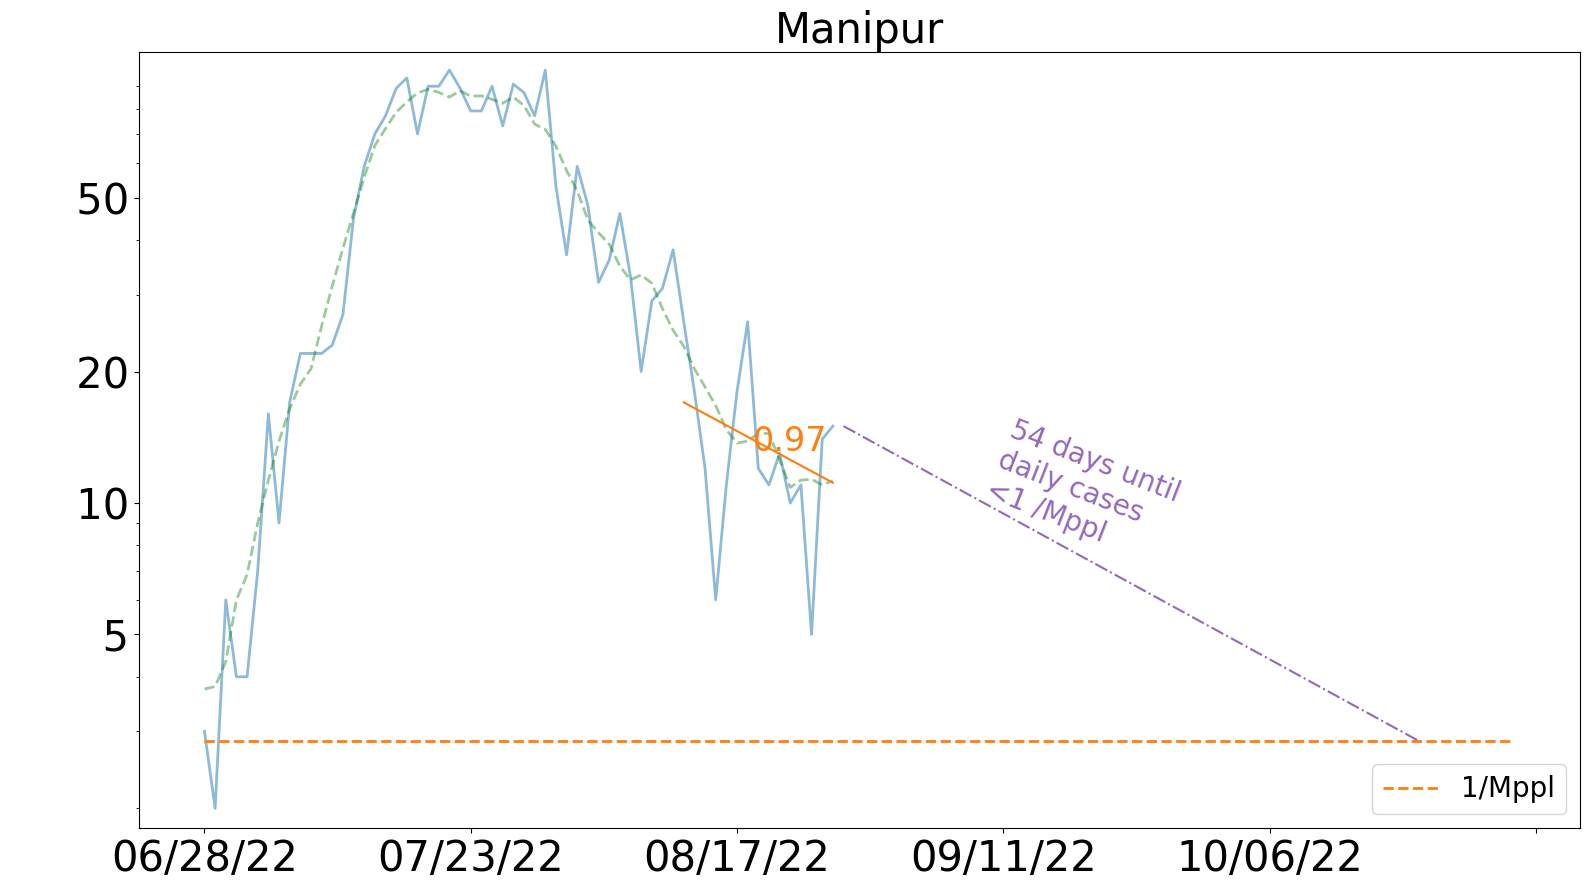 Manipur
50
20
10
5
0.97
54 days until
daily cases
<1 /Mppl
1/Mppl
06/28/22
07/23/22
08/17/22
09/11/22
10/06/22